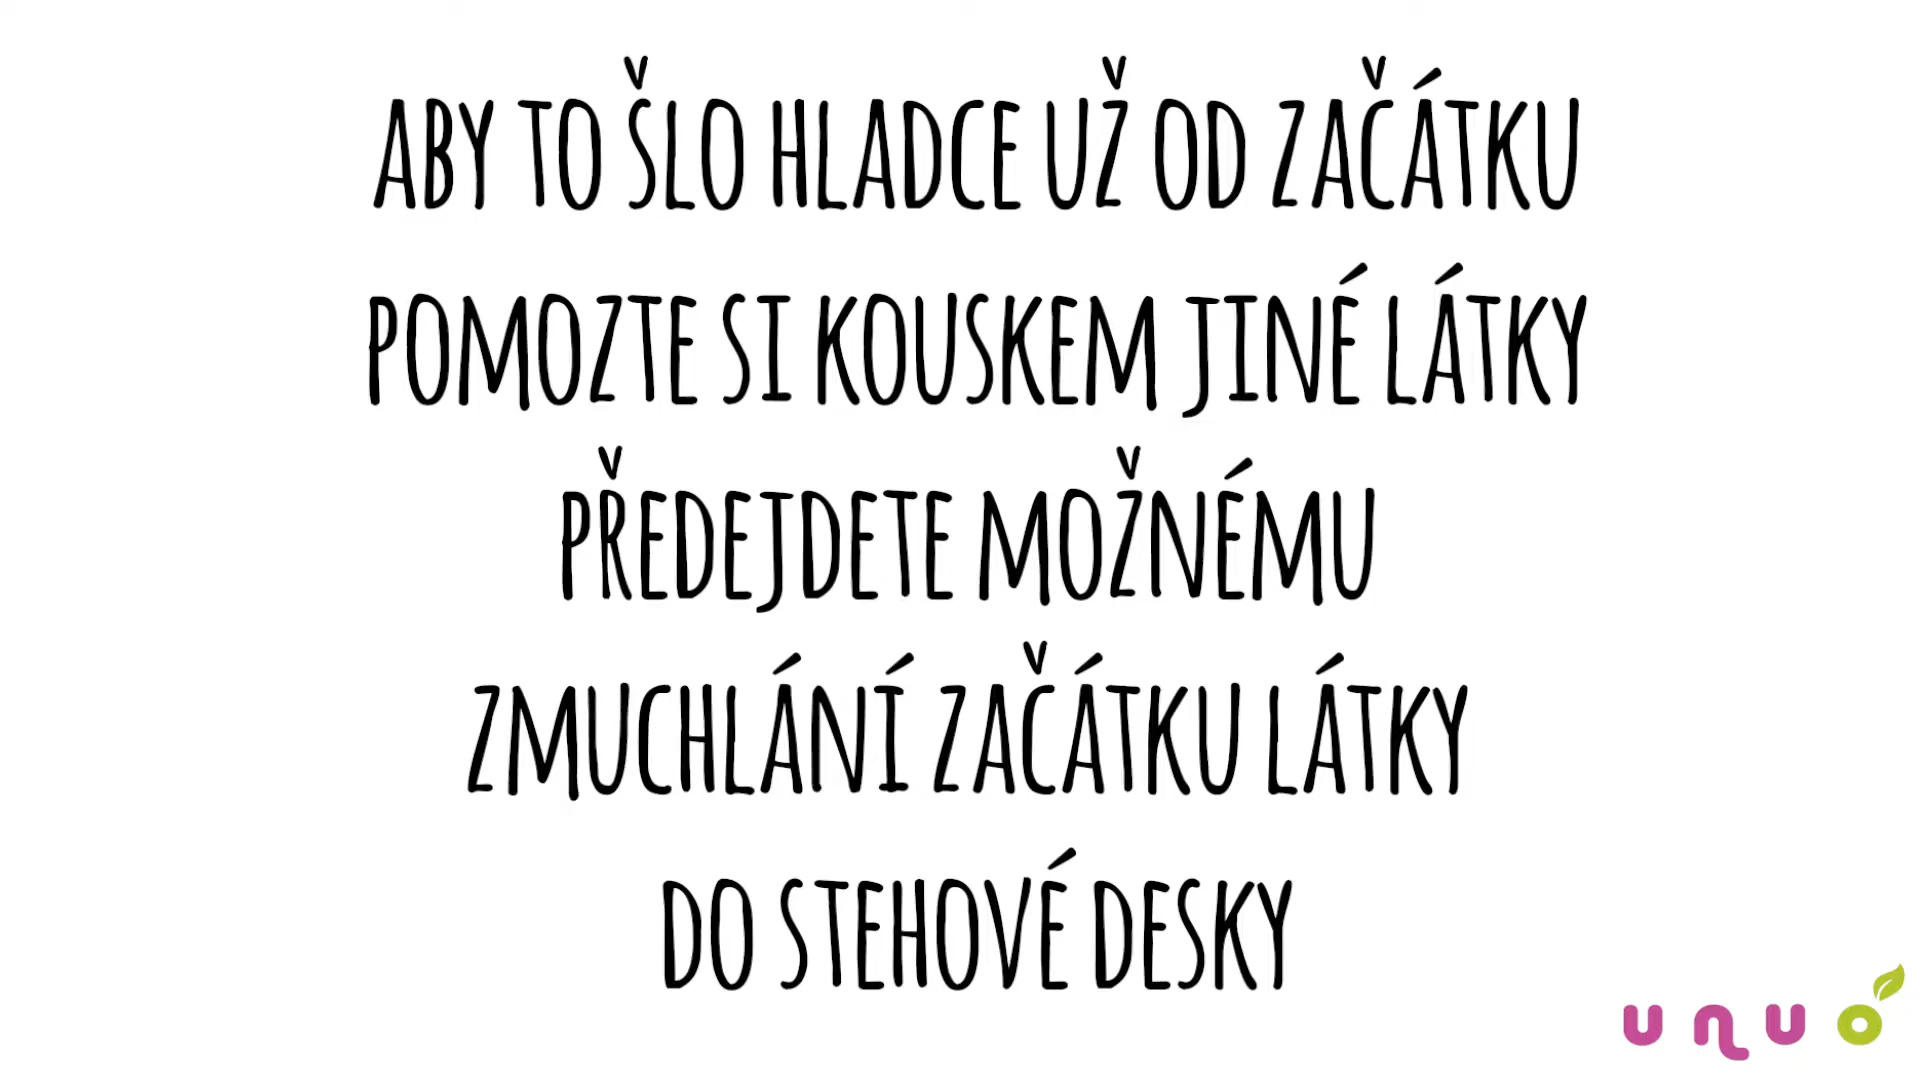 ABY TO ŠLO HLADCE UŽ OD ZAČÁTKU
POMOZTE SI KOUSKEM JINÉ LÁTKY
PŘEDEJDETE MOŽNÉMU
ZMUCHLÁNÍ ZAČÁTKU LÁTKY
DO STEHOVÉ DESKY
unuo